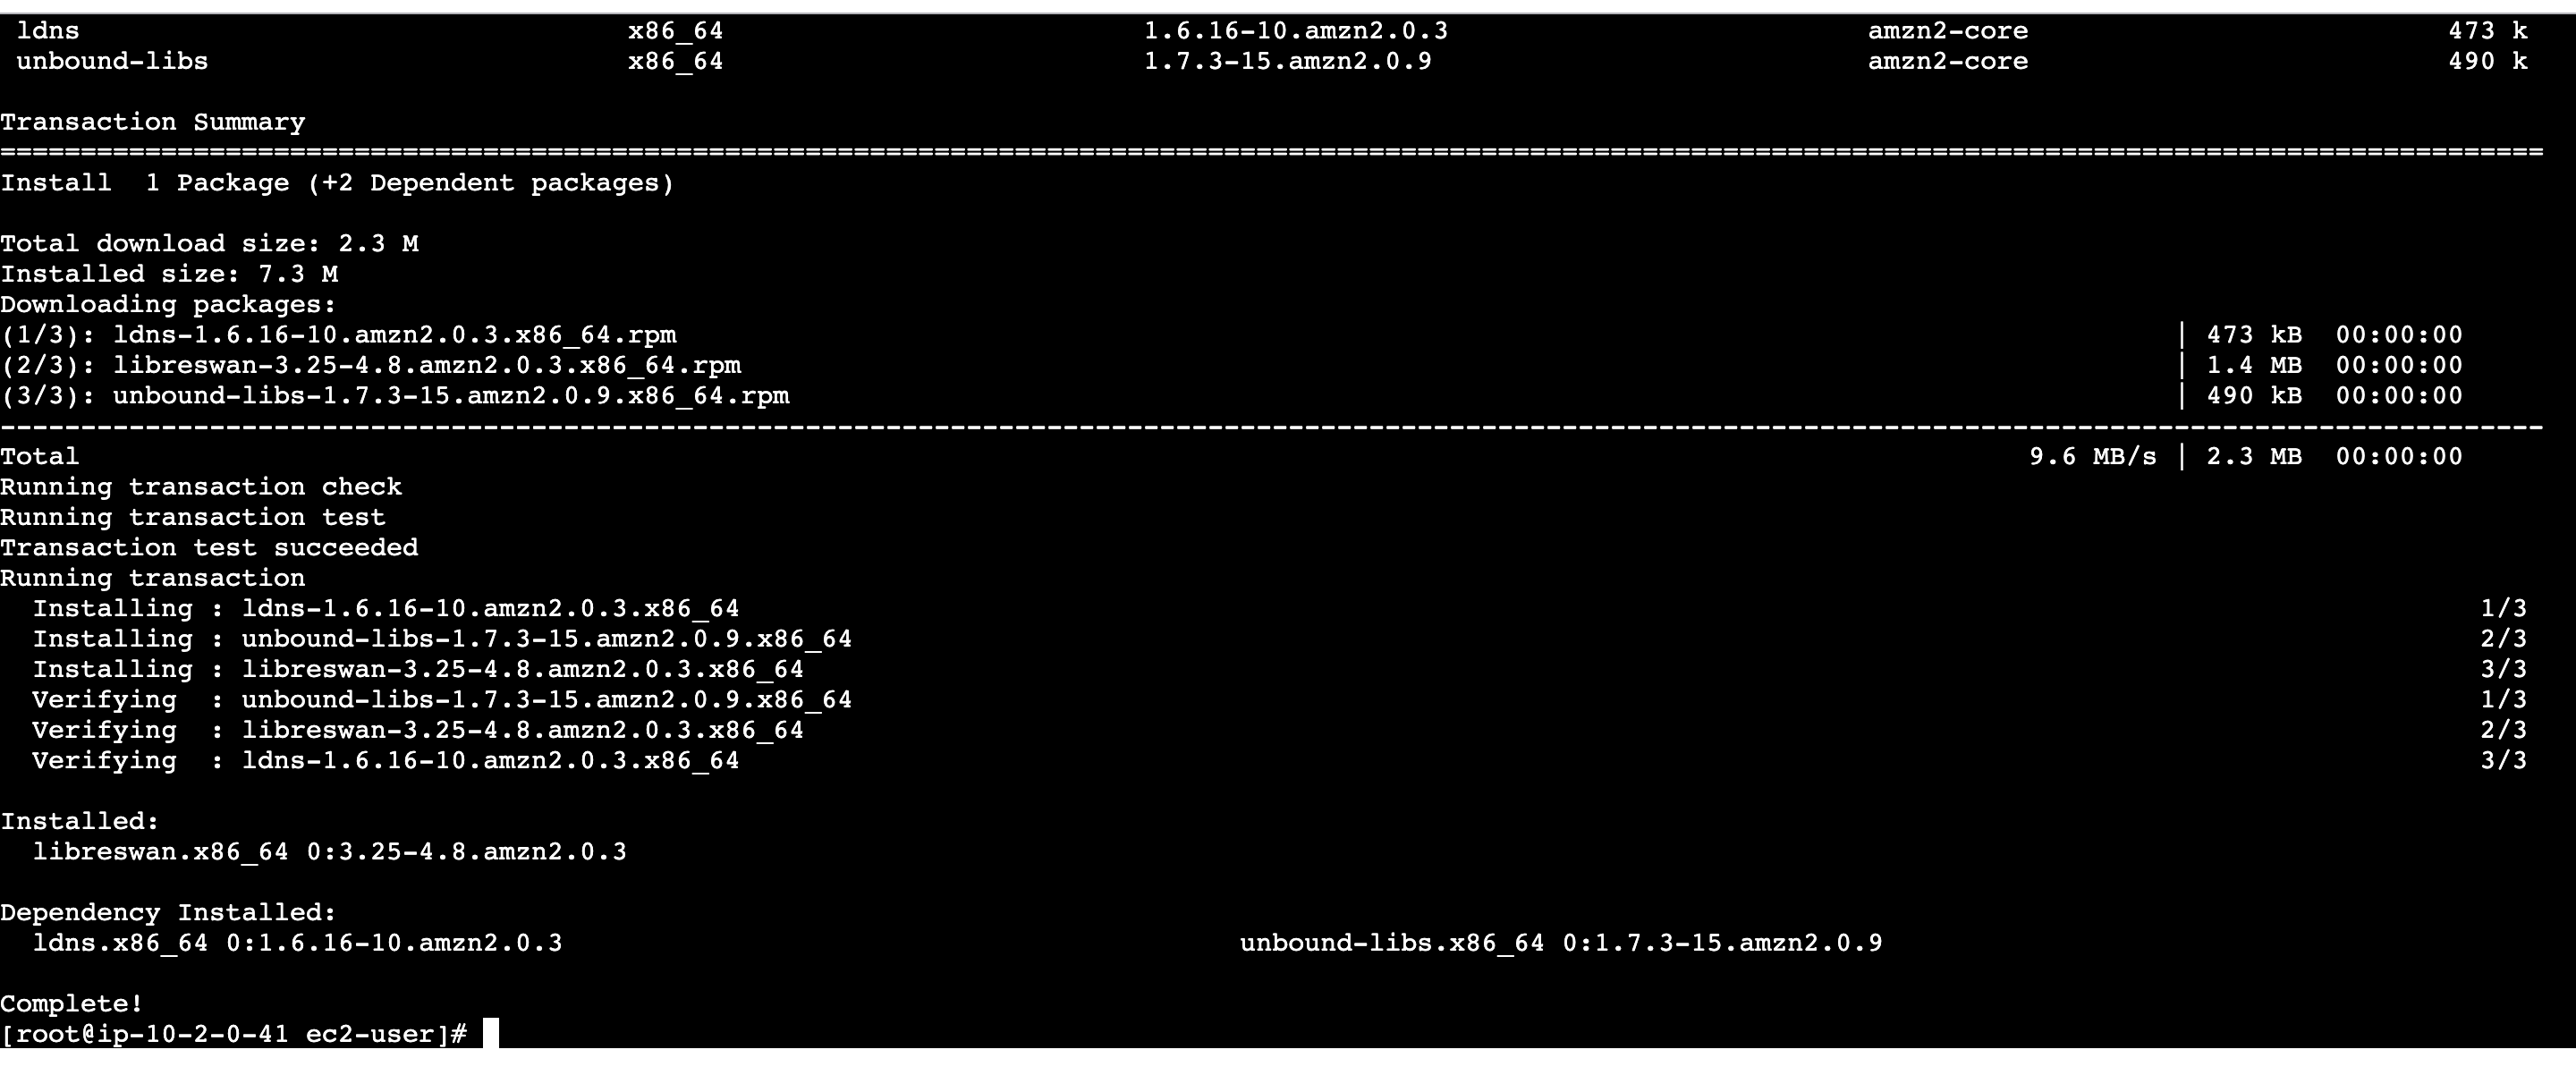 ldns x86_64 1.6.16-10.amzn2.0.3 amzn2-core 473 k
unbound-libs x86_64 1.7.3-15.amzn2.0.9 amzn2-core 490 k
Transaction Summary
================================================================================
Install  1 Package (+2 Dependent packages)
Total download size: 2.3 M
Installed size: 7.3 M
Downloading packages:
(1/3): ldns-1.6.16-10.amzn2.0.3.x86_64.rpm | 473 kB  00:00:00
(2/3): libreswan-3.25-4.8.amzn2.0.3.x86_64.rpm | 1.4 MB  00:00:00
(3/3): unbound-libs-1.7.3-15.amzn2.0.9.x86_64.rpm | 490 kB  00:00:00
--------------------------------------------------------------------------------
Total 9.6 MB/s | 2.3 MB  00:00:00
Running transaction check
Running transaction test
Transaction test succeeded
Running transaction
  Installing : ldns-1.6.16-10.amzn2.0.3.x86_64 1/3
  Installing : unbound-libs-1.7.3-15.amzn2.0.9.x86_64 2/3
  Installing : libreswan-3.25-4.8.amzn2.0.3.x86_64 3/3
  Verifying  : unbound-libs-1.7.3-15.amzn2.0.9.x86_64 1/3
  Verifying  : libreswan-3.25-4.8.amzn2.0.3.x86_64 2/3
  Verifying  : ldns-1.6.16-10.amzn2.0.3.x86_64 3/3
Installed:
  libreswan.x86_64 0:3.25-4.8.amzn2.0.3
Dependency Installed:
  ldns.x86_64 0:1.6.16-10.amzn2.0.3 unbound-libs.x86_64 0:1.7.3-15.amzn2.0.9
Complete!
[root@ip-10-2-0-41 ec2-user]#